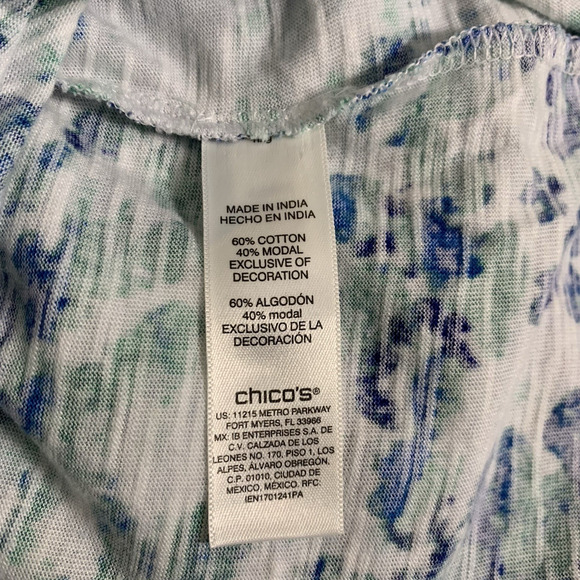 MADE IN INDIA
HECHO EN INDIA
60% COTTON
40% MODAL
EXCLUSIVE OF
DECORATION
60% ALGODÓN
40% modal
EXCLUSIVO DE LA
DECORACIÓN
chico's®
US: 11215 METRO PARKWAY
FORT MYERS, FL 33966
MX: IB ENTERPRISES S.A. DE
C.V. CALZADA DE LOS
LEONES NO. 170, PISO 1, LOS
ALPES, ÁLVARO OBREGÓN,
C.P. 01010, CIUDAD DE
MÉXICO, MÉXICO. RFC:
IEN1701241PA